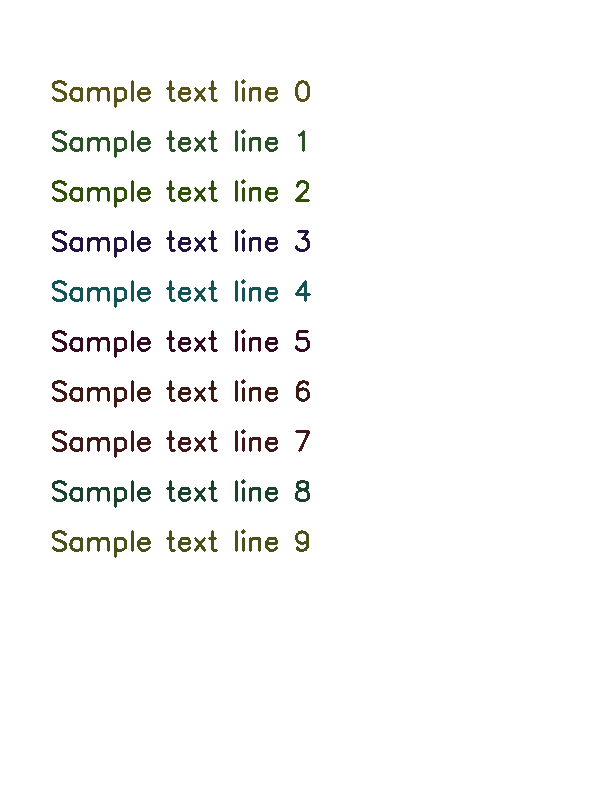 Sample text line 0
Sample text line 1
Sample text line 2
Sample text line 3
Sample text line 4
Sample text line 5
Sample text line 6
Sample text line 7
Sample text line 8
Sample text line 9